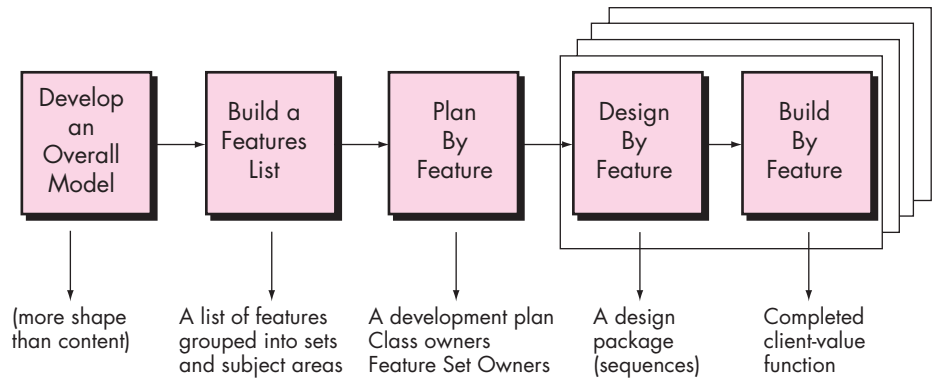 Develop
an
Overall
Model
Build a
Features
List
Plan
By
Feature
Design
By
Feature
Build
By
Feature
(more shape
than content)
A list of features
grouped into sets
and subject areas
A development plan
Class owners
Feature Set Owners
A design
package
(sequences)
Completed
client-value
function